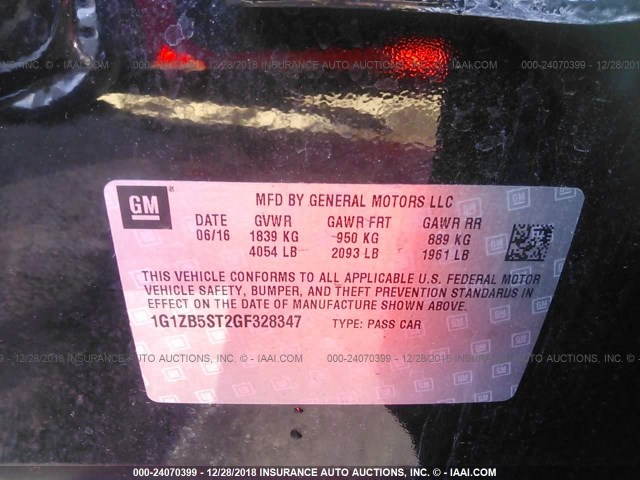 000-24070399 - 12/28/2018 INSURANCE AUTO AUCTIONS, INC. - IAAI.COM
GM
MFD BY GENERAL MOTORS LLC
DATE GVWR GAWR FRT GAWR RR
06/16 1839 KG 950 KG 889 KG
4054 LB 2093 LB 1961 LB
THIS VEHICLE CONFORMS TO ALL APPLICABLE U.S. FEDERAL MOTOR
VEHICLE SAFETY, BUMPER, AND THEFT PREVENTION STANDARDS IN
EFFECT ON THE DATE OF MANUFACTURE SHOWN ABOVE.
1G1ZB5ST2GF328347 TYPE: PASS CAR
000-24070399 - 12/28/2018 INSURANCE AUTO AUCTIONS, INC. - IAAI.COM